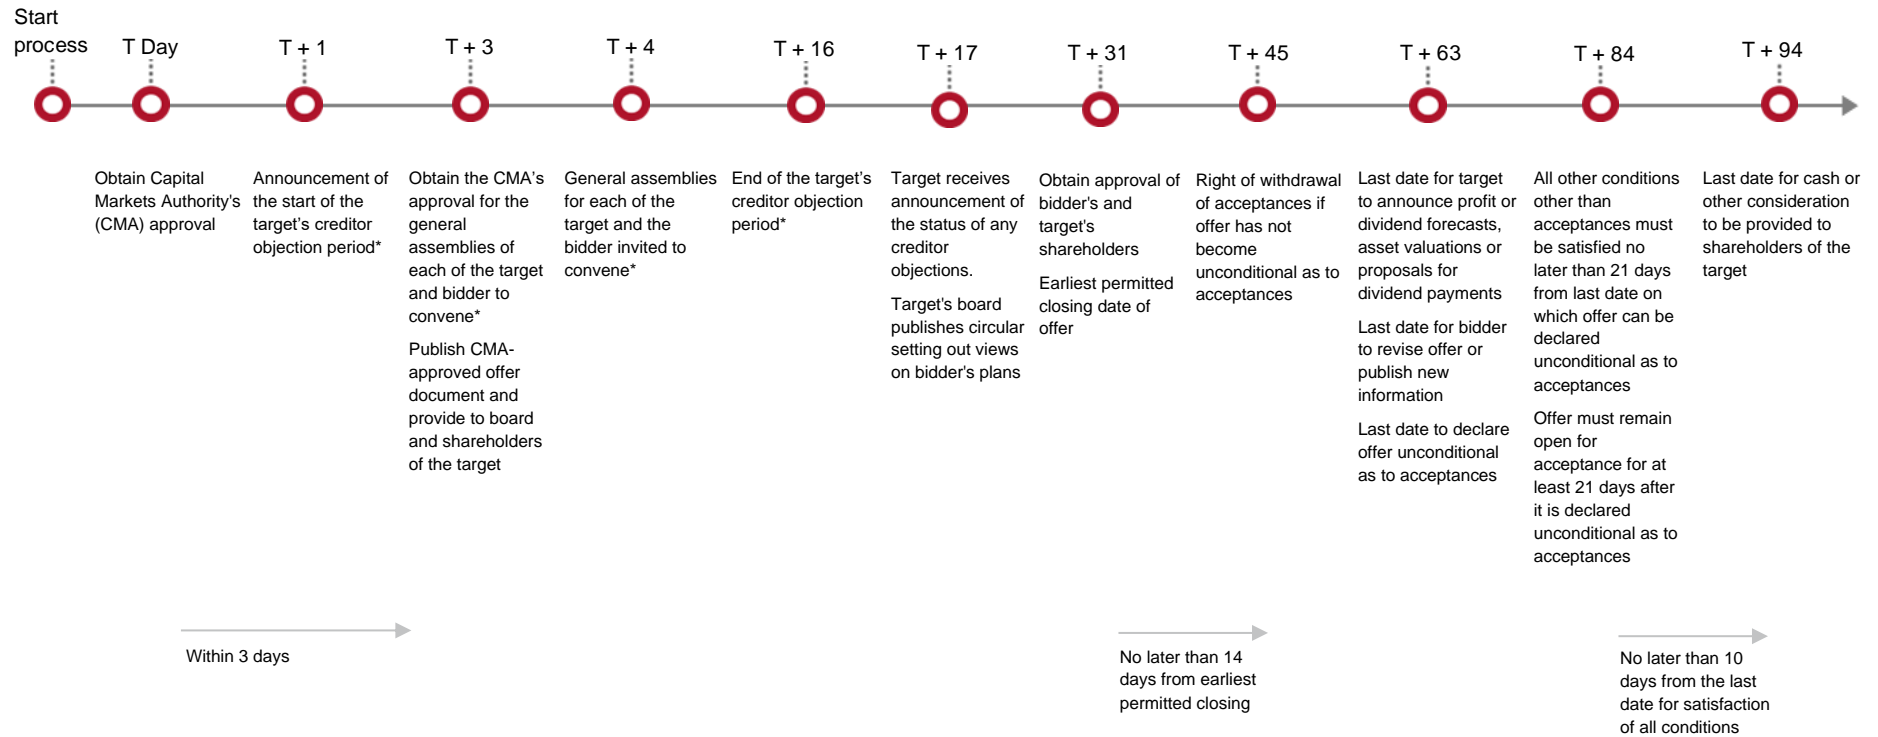 Start
process
T Day
T + 1
T + 3
T + 4
T + 16
T + 17
T + 31
T + 45
T + 63
T + 84
T + 94
Obtain Capital
Markets Authority's
(CMA) approval
Announcement of
the start of the
target's creditor
objection period*
Obtain the CMA's
approval for the
general
assemblies of
each of the target
and bidder to
convene*
Publish CMA-
approved offer
document and
provide to board
and shareholders
of the target
General assemblies
for each of the
target and the
bidder invited to
convene*
End of the target's
creditor objection
period*
Target receives
announcement of
the status of any
creditor
objections.
Target's board
publishes circular
setting out views
on bidder's plans
Obtain approval of
bidder's and
target's
shareholders
Earliest permitted
closing date of
offer
Right of withdrawal
of acceptances if
offer has not
become
unconditional as to
acceptances
Last date for target
to announce profit or
dividend forecasts,
asset valuations or
proposals for
dividend payments
Last date for bidder
to revise offer or
publish new
information
Last date to declare
offer unconditional
as to acceptances
All other conditions
other than
acceptances must
be satisfied no
later than 21 days
from last date on
which offer can be
declared
unconditional as to
acceptances
Offer must remain
open for
acceptance for at
least 21 days after
it is declared
unconditional as to
acceptances
Last date for cash or
other consideration
to be provided to
shareholders of the
target
Within 3 days
No later than 14
days from earliest
permitted closing
No later than 10
days from the last
date for satisfaction
of all conditions